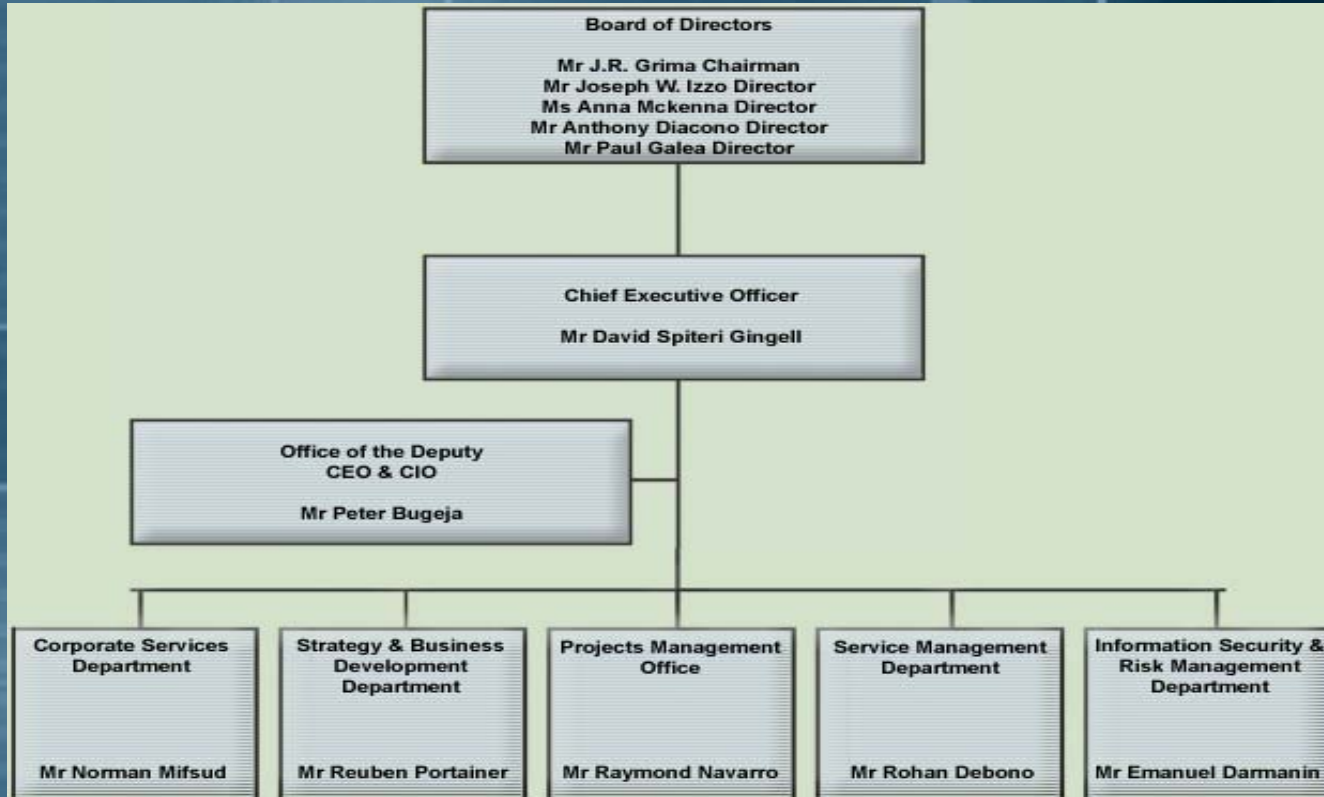 Board of Directors
Mr J.R. Grima Chairman
Mr Joseph W. Izzo Director
Ms Anna Mckenna Director
Mr Anthony Diacono Director
Mr Paul Galea Director
Chief Executive Officer
Mr David Spiteri Gingell
Office of the Deputy
CEO & CIO
Mr Peter Bugeja
Corporate Services
Department
Mr Norman Mifsud
Strategy & Business
Development
Department
Mr Reuben Portainer
Projects Management
Office
Mr Raymond Navarro
Service Management
Department
Mr Rohan Debono
Information Security &
Risk Management
Department
Mr Emanuel Darmanin